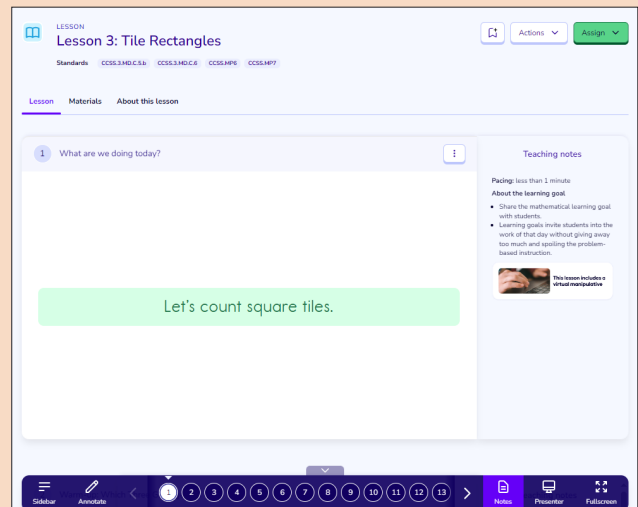 LESSON
Lesson 3: Tile Rectangles
Standards CCSS.3.MD.C.5.b CCSS.3.MD.C.6 CCSS.MP6 CCSS.MP7
Actions
Assign
Lesson Materials About this lesson
1 What are we doing today?
Let's count square tiles.
Teaching notes
Pacing: less than 1 minute
About the learning goal
Share the mathematical learning goal
with students.
Learning goals invite students into the
work of that day without giving away
too much and spoiling the problem-
based instruction.
This lesson includes a
virtual manipulative
Sidebar Annotate 1 2 3 4 5 6 7 8 9 10 11 12 13 Notes Presenter Fullscreen